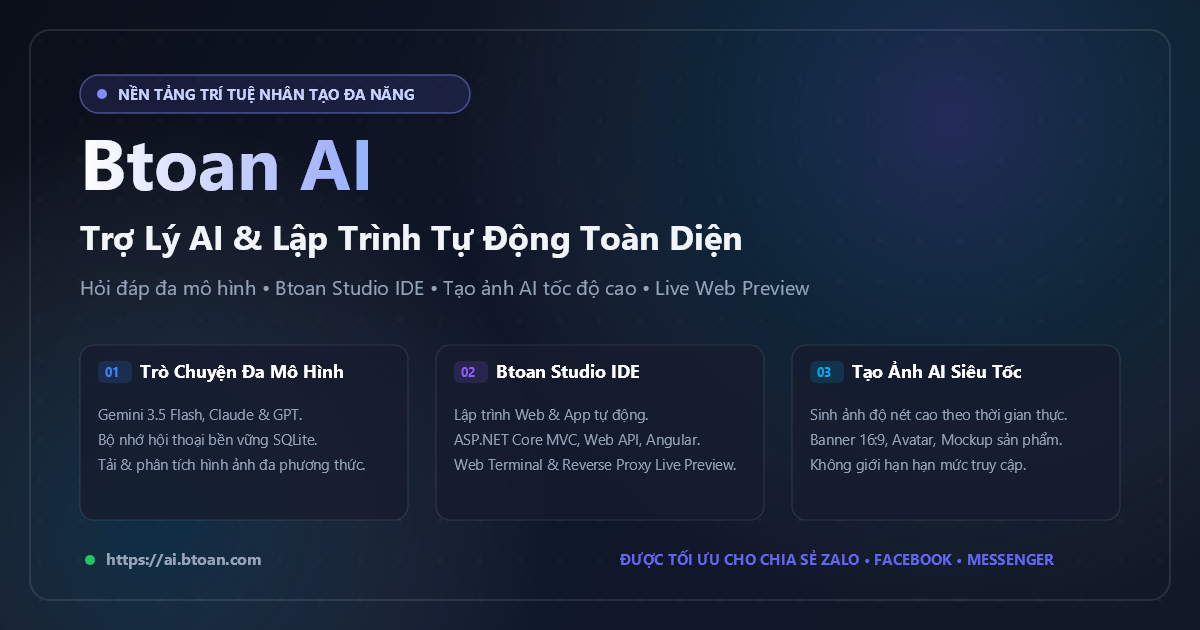 NỀN TẢNG TRÍ TUỆ NHÂN TẠO ĐA NĂNG
Btoan AI
Trợ Lý AI & Lập Trình Tự Động Toàn Diện
Hỏi đáp đa mô hình • Btoan Studio IDE • Tạo ảnh AI tốc độ cao • Live Web Preview
01 Trò Chuyện Đa Mô Hình
Gemini 3.5 Flash, Claude & GPT.
Bộ nhớ hội thoại bền vững SQLite.
Tải & phân tích hình ảnh đa phương thức.
02 Btoan Studio IDE
Lập trình Web & App tự động.
ASP.NET Core MVC, Web API, Angular.
Web Terminal & Reverse Proxy Live Preview.
03 Tạo Ảnh AI Siêu Tốc
Sinh ảnh độ nét cao theo thời gian thực.
Banner 16:9, Avatar, Mockup sản phẩm.
Không giới hạn hạn mức truy cập.
https://ai.btoan.com
ĐƯỢC TỐI ƯU CHO CHIA SẺ ZALO • FACEBOOK • MESSENGER